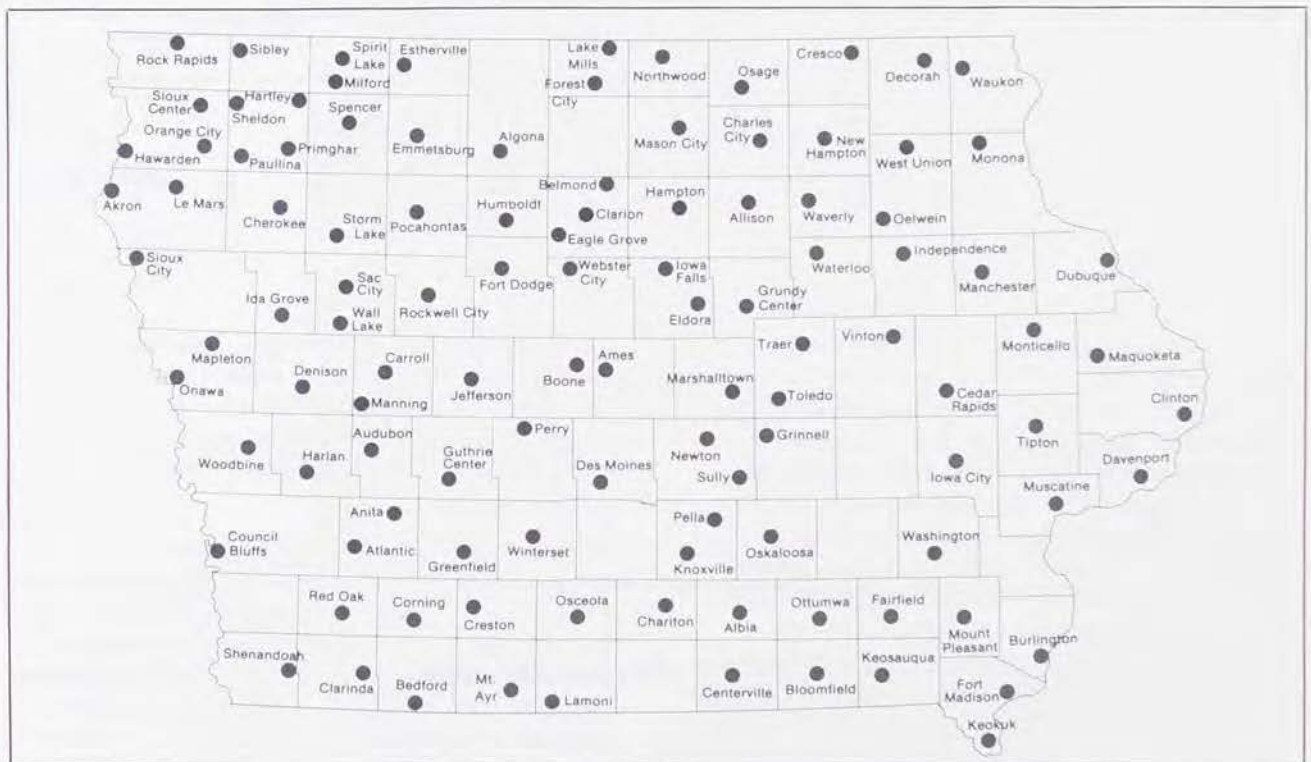 Rock Rapids
Sibley
Spirit
Lake
Milford
Estherville
Lake
Mills
Forest
City
Northwood
Osage
Cresco
Decorah
Waukon
Sioux
Center
Hartley
Sheldon
Spencer
Orange City
Hawarden
Paullina
Primghar
Emmetsburg
Algona
Mason City
Charles
City
New
Hampton
West Union
Monona
Akron
Le Mars
Cherokee
Storm
Lake
Pocahontas
Humboldt
Belmond
Clarion
Eagle Grove
Hampton
Allison
Waverly
Oelwein
Sioux
City
Ida Grove
Sac
City
Wall
Lake
Rockwell City
Fort Dodge
Webster
City
Iowa
Falls
Eldora
Grundy
Center
Waterloo
Independence
Manchester
Dubuque
Mapleton
Onawa
Denison
Carroll
Manning
Jefferson
Boone
Ames
Marshalltown
Traer
Toledo
Vinton
Cedar
Rapids
Monticello
Maquoketa
Clinton
Woodbine
Harlan
Audubon
Guthrie
Center
Perry
Des Moines
Newton
Sully
Grinnell
Iowa City
Tipton
Muscatine
Davenport
Council
Bluffs
Anita
Atlantic
Greenfield
Winterset
Pella
Knoxville
Oskaloosa
Washington
Red Oak
Corning
Creston
Osceola
Chariton
Albia
Ottumwa
Fairfield
Mount
Pleasant
Burlington
Shenandoah
Clarinda
Bedford
Mt.
Ayr
Lamoni
Centerville
Bloomfield
Keosauqua
Fort
Madison
Keokuk